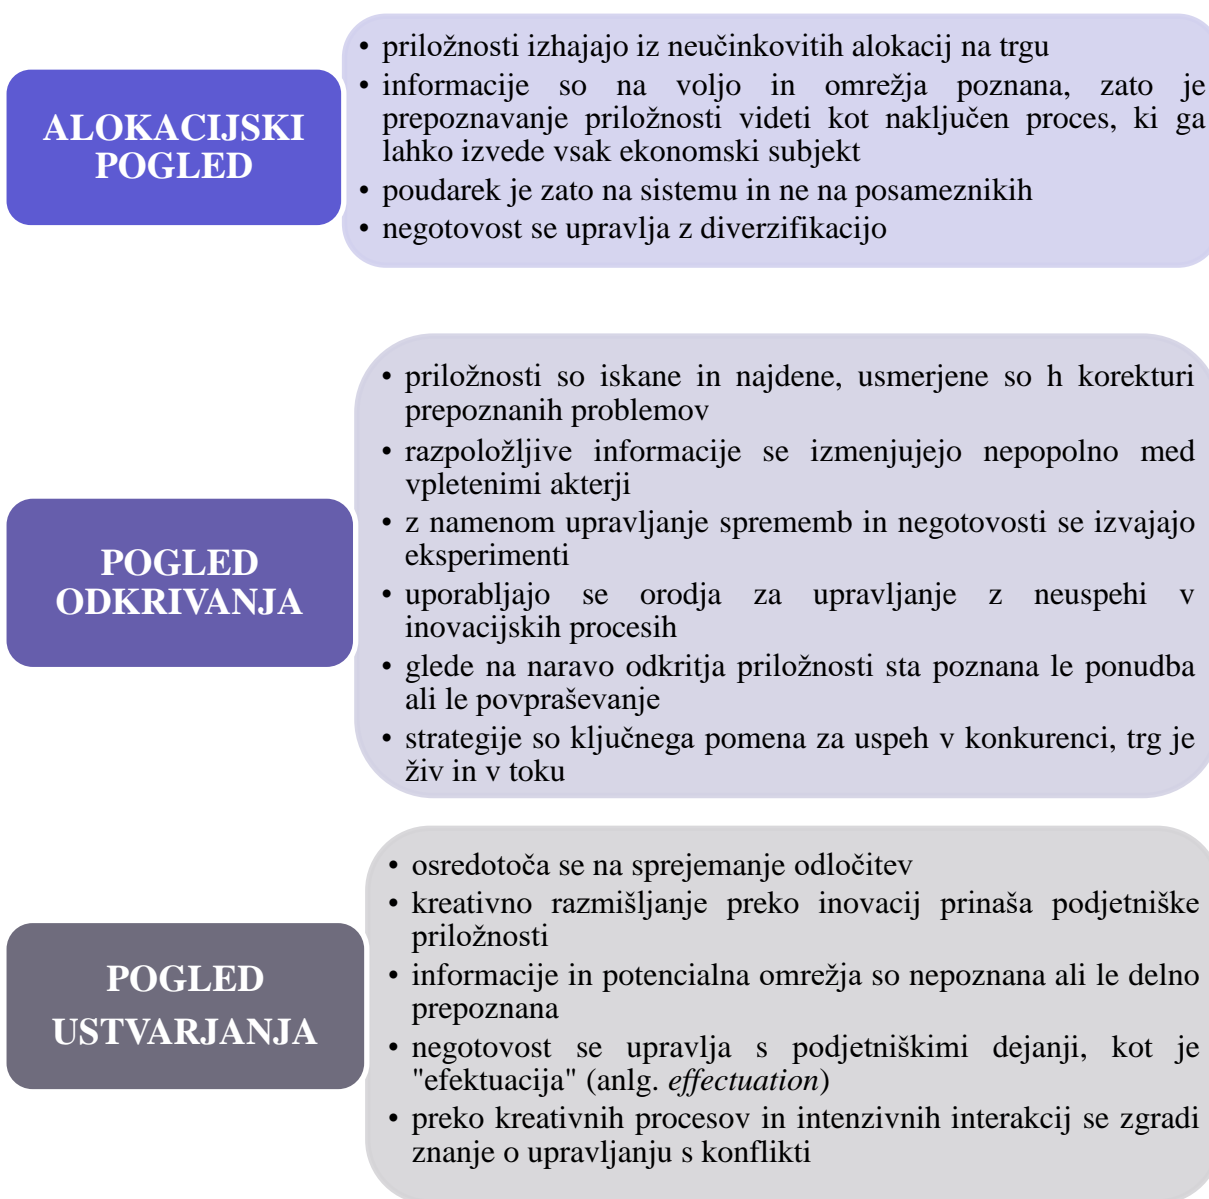 ALOKACIJSKI
POGLED
• priložnosti izhajajo iz neučinkovitih alokacij na trgu
• informacije so na voljo in omrežja poznana, zato je
prepoznavanje priložnosti videti kot naključen proces, ki ga
lahko izvede vsak ekonomski subjekt
• poudarek je zato na sistemu in ne na posameznikih
• negotovost se upravlja z diverzifikacijo
POGLED
ODKRIVANJA
• priložnosti so iskane in najdene, usmerjene so h korekturi
prepoznanih problemov
• razpoložljive informacije se izmenjujejo nepopolno med
vpletenimi akterji
• z namenom upravljanje sprememb in negotovosti se izvajajo
eksperimenti
• uporabljajo se orodja za upravljanje z neuspehi v
inovacijskih procesih
• glede na naravo odkritja priložnosti sta poznana le ponudba
ali le povpraševanje
• strategije so ključnega pomena za uspeh v konkurenci, trg je
živ in v toku
POGLED
USTVARJANJA
• osredotoča se na sprejemanje odločitev
• kreativno razmišljanje preko inovacij prinaša podjetniške
priložnosti
• informacije in potencialna omrežja so nepoznana ali le delno
prepoznana
• negotovost se upravlja s podjetniškimi dejanji, kot je
"efektuacija" (anlg. effectuation)
• preko kreativnih procesov in intenzivnih interakcij se zgradi
znanje o upravljanju s konflikti